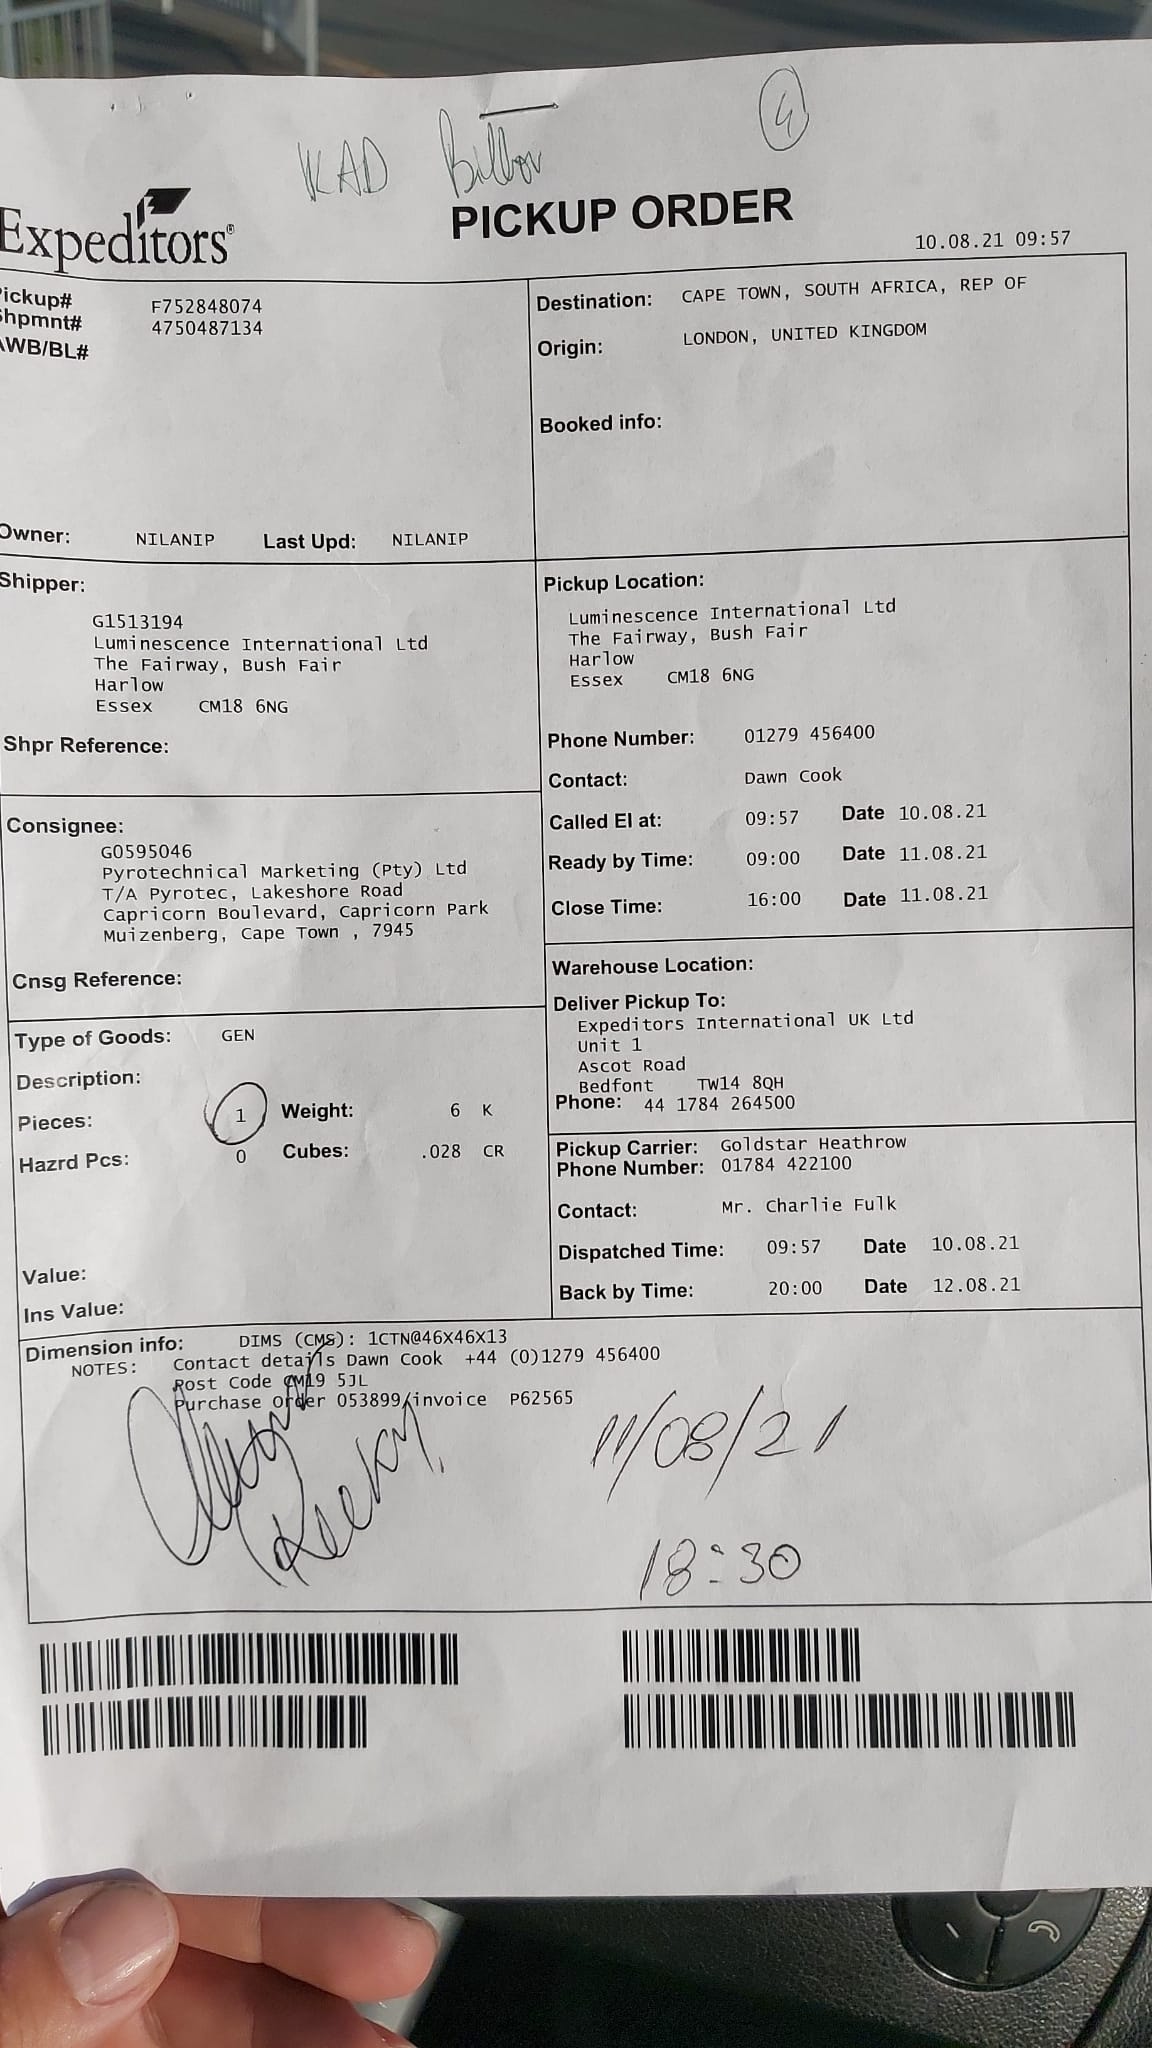 KAD
4
Expeditors®
PICKUP ORDER
10.08.21 09:57
ickup# F752848074
hpmnt# 4750487134
AWB/BL#
Destination: CAPE TOWN, SOUTH AFRICA, REP OF
Origin: LONDON, UNITED KINGDOM
Booked info:
Owner: NILANIP Last Upd: NILANIP
Shipper:
G1513194
Luminescence International Ltd
The Fairway, Bush Fair
Harlow
Essex CM18 6NG
Shpr Reference:
Pickup Location:
Luminescence International Ltd
The Fairway, Bush Fair
Harlow
Essex CM18 6NG
Phone Number: 01279 456400
Contact: Dawn Cook
Called EI at: 09:57 Date 10.08.21
Ready by Time: 09:00 Date 11.08.21
Close Time: 16:00 Date 11.08.21
Consignee:
G0595046
Pyrotechnical Marketing (Pty) Ltd
T/A Pyrotec, Lakeshore Road
Capricorn Boulevard, Capricorn Park
Muizenberg, Cape Town , 7945
Cnsg Reference:
Warehouse Location:
Deliver Pickup To:
Expeditors International UK Ltd
Unit 1
Ascot Road
Bedfont TW14 8QH
Phone: 44 1784 264500
Type of Goods: GEN
Description:
Pieces: 1 Weight: 6 K
Hazrd Pcs: 0 Cubes: .028 CR
Value:
Ins Value:
Pickup Carrier: Goldstar Heathrow
Phone Number: 01784 422100
Contact: Mr. Charlie Fulk
Dispatched Time: 09:57 Date 10.08.21
Back by Time: 20:00 Date 12.08.21
Dimension info: DIMS (CMS): 1CTN@46X46X13
NOTES: Contact details Dawn Cook +44 (0)1279 456400
Post Code CM19 5JL
Purchase Order 053899/invoice P62565
11/08/21
18:30